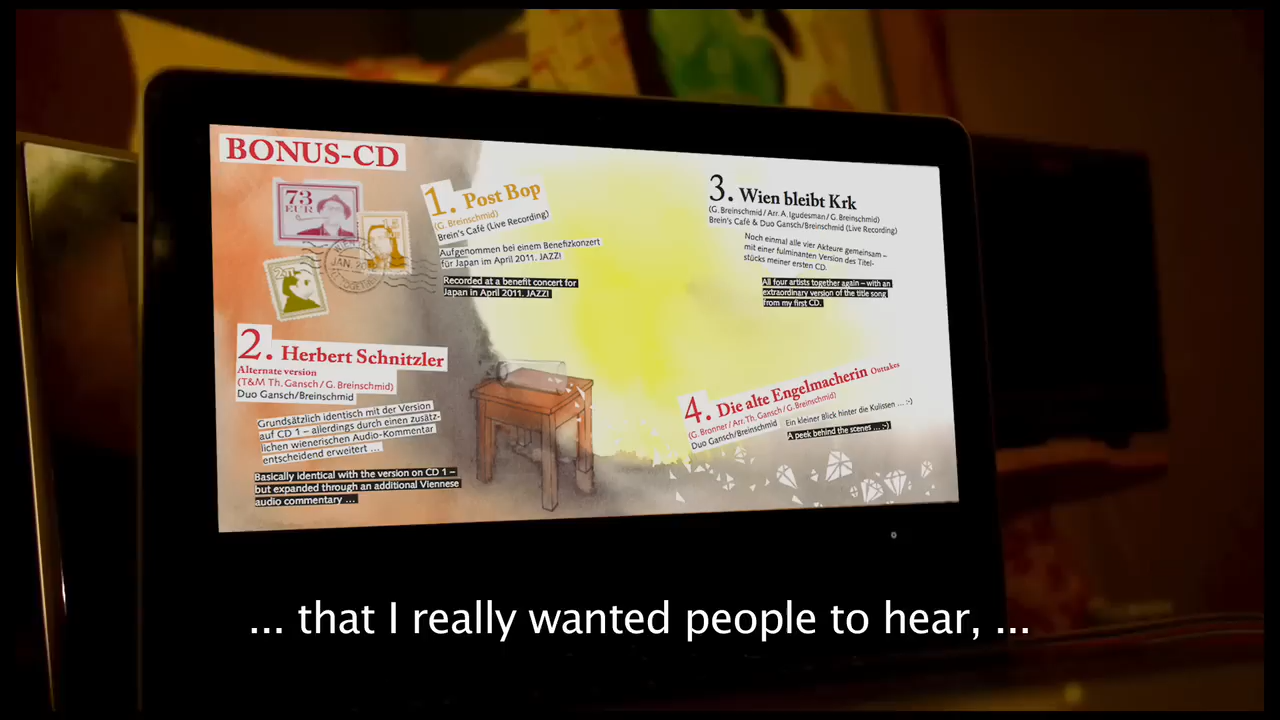 BONUS-CD
73
EUR
1. Post Bop
(G. Breinschmid)
Brein's Café (Live Recording)
Aufgenommen bei einem Benefizkonzert
für Japan im April 2011. JAZZ!
Recorded at a benefit concert for
Japan in April 2011. JAZZ!
2. Herbert Schnitzler
Alternate version
(T&M Th. Gansch / G. Breinschmid)
Duo Gansch/Breinschmid
Grundsätzlich identisch mit der Version
auf CD 1 – allerdings durch einen zusätz-
lichen wienerischen Audio-Kommentar
entscheidend erweitert ...
Basically identical with the version on CD 1 –
but expanded through an additional Viennese
audio commentary ...
3. Wien bleibt Krk
(G. Breinschmid / Arr. A. Igudesman / G. Breinschmid)
Brein's Café & Duo Gansch/Breinschmid (Live Recording)
Noch einmal alle vier Akteure gemeinsam –
mit einer fulminanten Version des Titel-
stücks meiner ersten CD.
All four artists together again – with an
extraordinary version of the title song
from my first CD.
4. Die alte Engelmacherin Outtakes
(G. Bronner / Arr. Th. Gansch / G. Breinschmid)
Duo Gansch/Breinschmid
Ein kleiner Blick hinter die Kulissen ... :-)
A peek behind the scenes ... :-)
... that I really wanted people to hear, ...